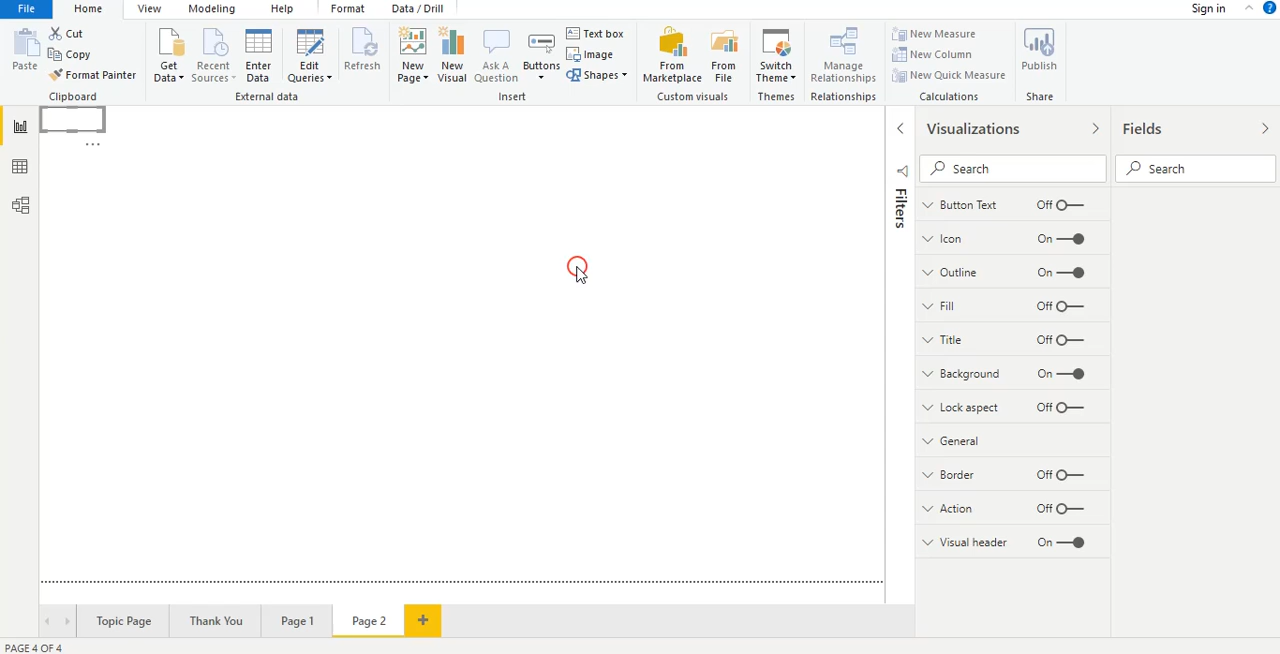 File Home View Modeling Help Format Data / Drill Sign in ?
Paste Cut Copy Format Painter
Clipboard
Get Data Recent Sources Enter Data Edit Queries Refresh
External data
New Page New Visual Ask A Question Buttons Text box Image Shapes
Insert
From Marketplace From File
Custom visuals
Switch Theme
Themes
Manage Relationships
Relationships
New Measure
New Column
New Quick Measure
Calculations
Publish
Share
...
Filters
Visualizations
Search
Button Text Off
Icon On
Outline On
Fill Off
Title Off
Background On
Lock aspect Off
General
Border Off
Action Off
Visual header On
Fields
Search
Topic Page Thank You Page 1 Page 2 +
PAGE 4 OF 4